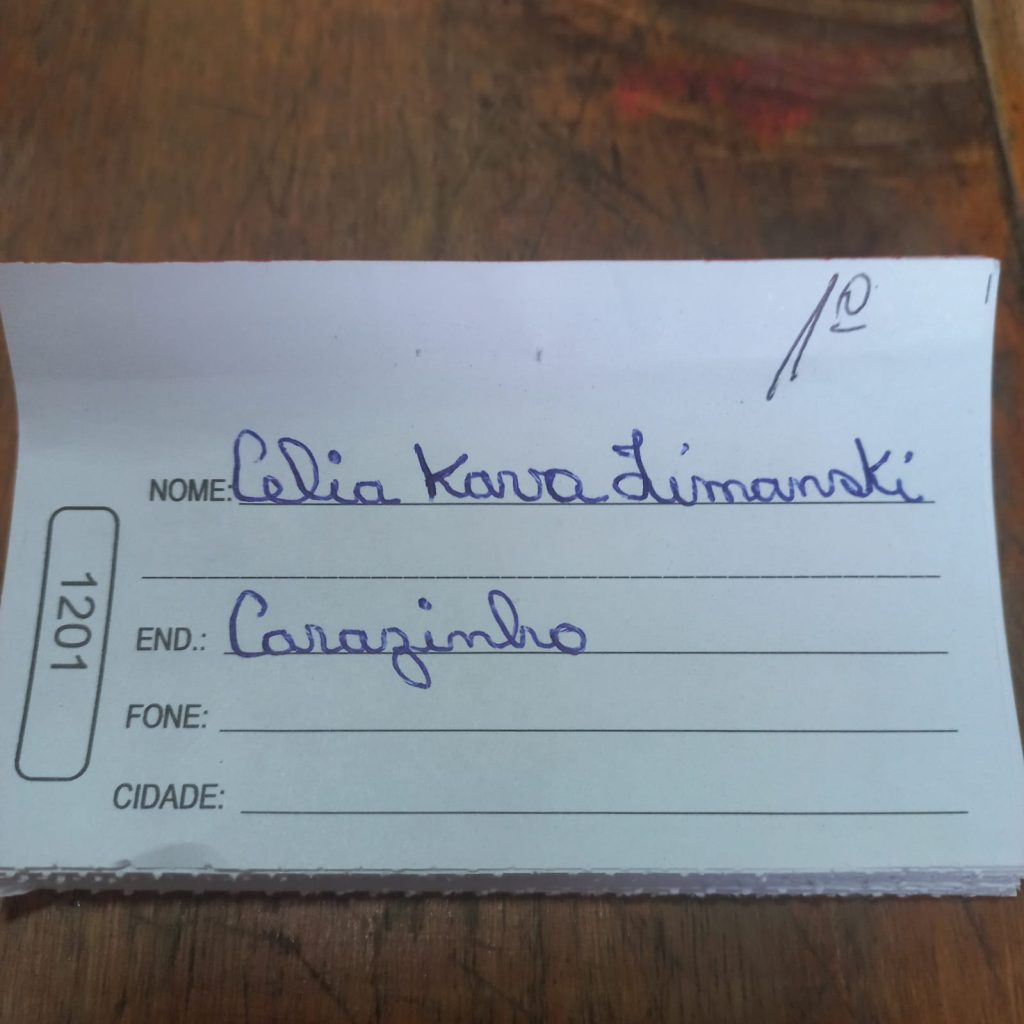 1º
NOME: Celia Kava Zimanski
END.: Carazinho
FONE:
CIDADE:
1201